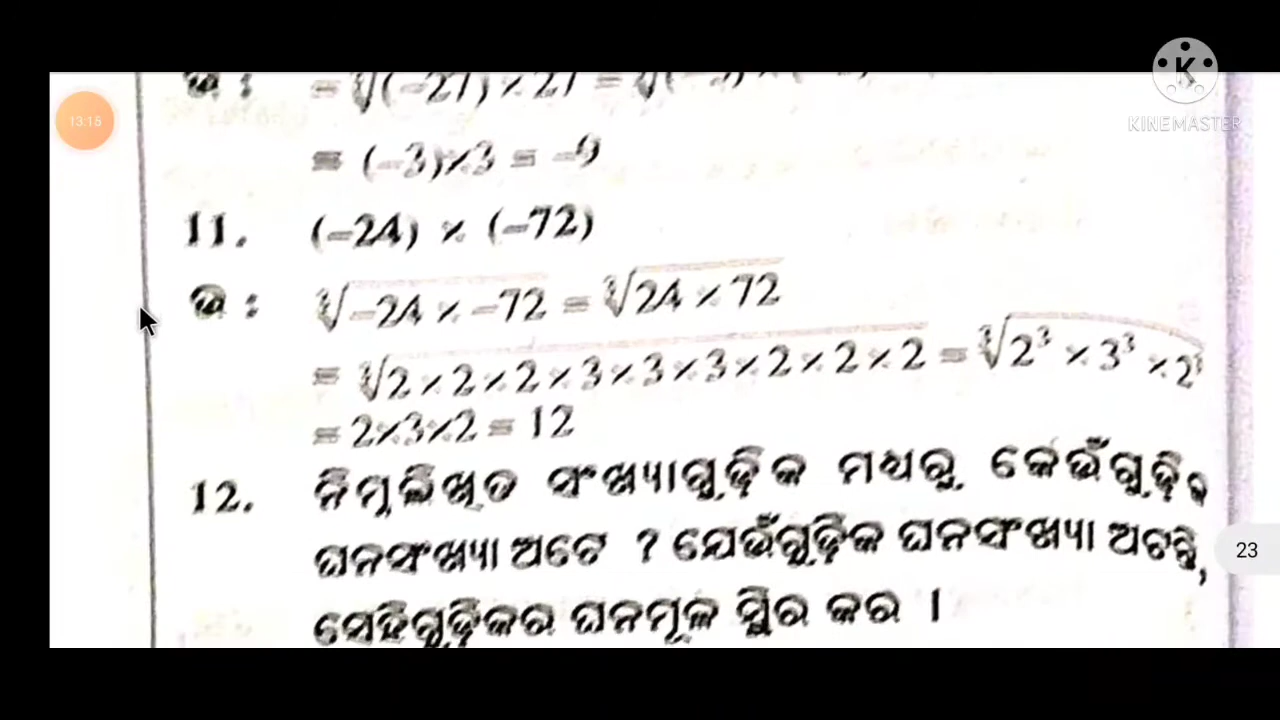 KINEMASTER
13:15
ଉ : = ∛(−27) × 27 =
= (−3)×3 = −9
11. (−24) × (−72)
ଉ : ∛−24 × −72 = ∛24 × 72
= ∛2 × 2 × 2 × 3 × 3 × 3 × 2 × 2 × 2 = ∛2³ × 3³ × 2³
= 2×3×2 = 12
12. ନିମ୍ନଲିଖିତ ସଂଖ୍ୟାଗୁଡ଼ିକ ମଧ୍ୟରୁ କେଉଁଗୁଡ଼ିକ
ଘନସଂଖ୍ୟା ଅଟେ ? ଯେଉଁଗୁଡ଼ିକ ଘନସଂଖ୍ୟା ଅଟନ୍ତି,
23
ସେହିଗୁଡ଼ିକର ଘନମୂଳ ସ୍ଥିର କର ।